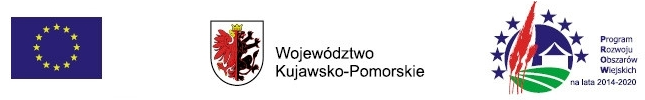 Województwo
Kujawsko-Pomorskie
Program
Rozwoju
Obszarów
Wiejskich
na lata 2014-2020